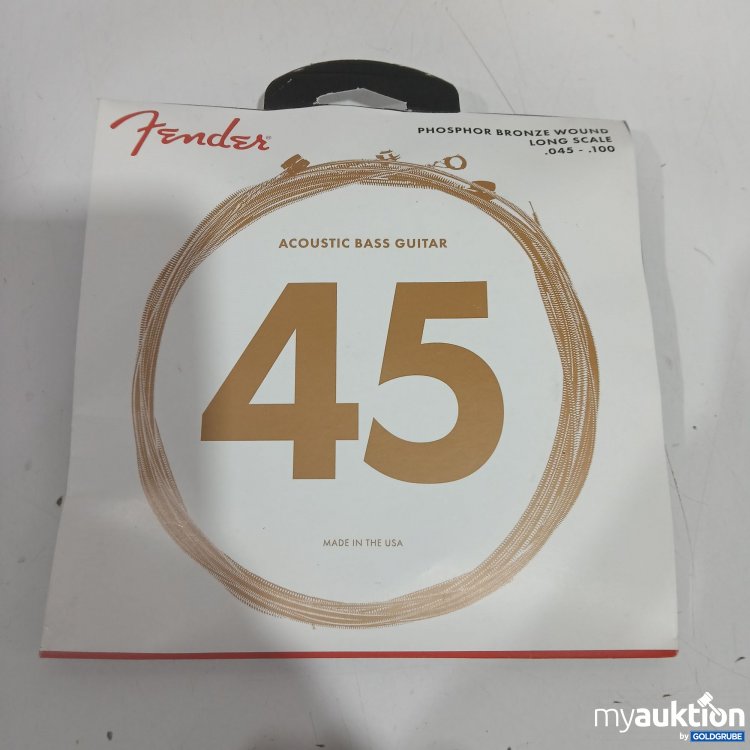 Fender®
PHOSPHOR BRONZE WOUND
LONG SCALE
.045 - .100
ACOUSTIC BASS GUITAR
45
MADE IN THE USA
myauktion
by GOLDGRUBE